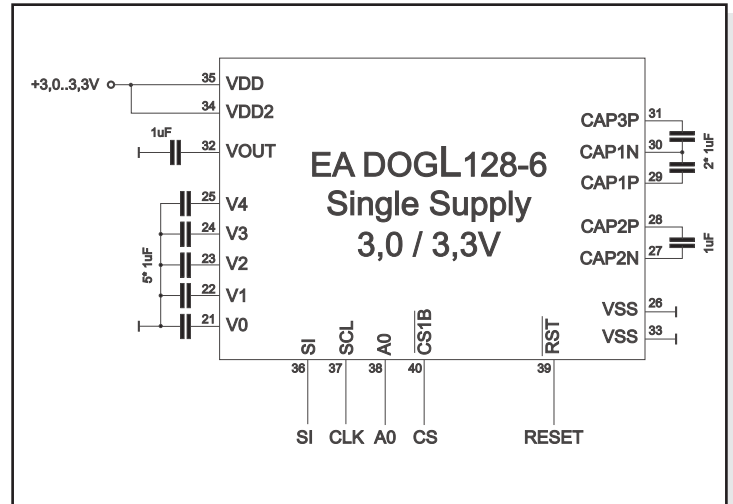 +3,0..3,3V
35 VDD
34 VDD2
1uF
32 VOUT
25 V4
24 V3
23 V2
22 V1
21 V0
5* 1uF
EA DOGL128-6
Single Supply
3,0 / 3,3V
CAP3P 31
CAP1N 30
CAP1P 29
2* 1uF
CAP2P 28
CAP2N 27
1uF
VSS 26
VSS 33
SI SCL A0 CS1B RST
36 37 38 40 39
SI CLK A0 CS RESET